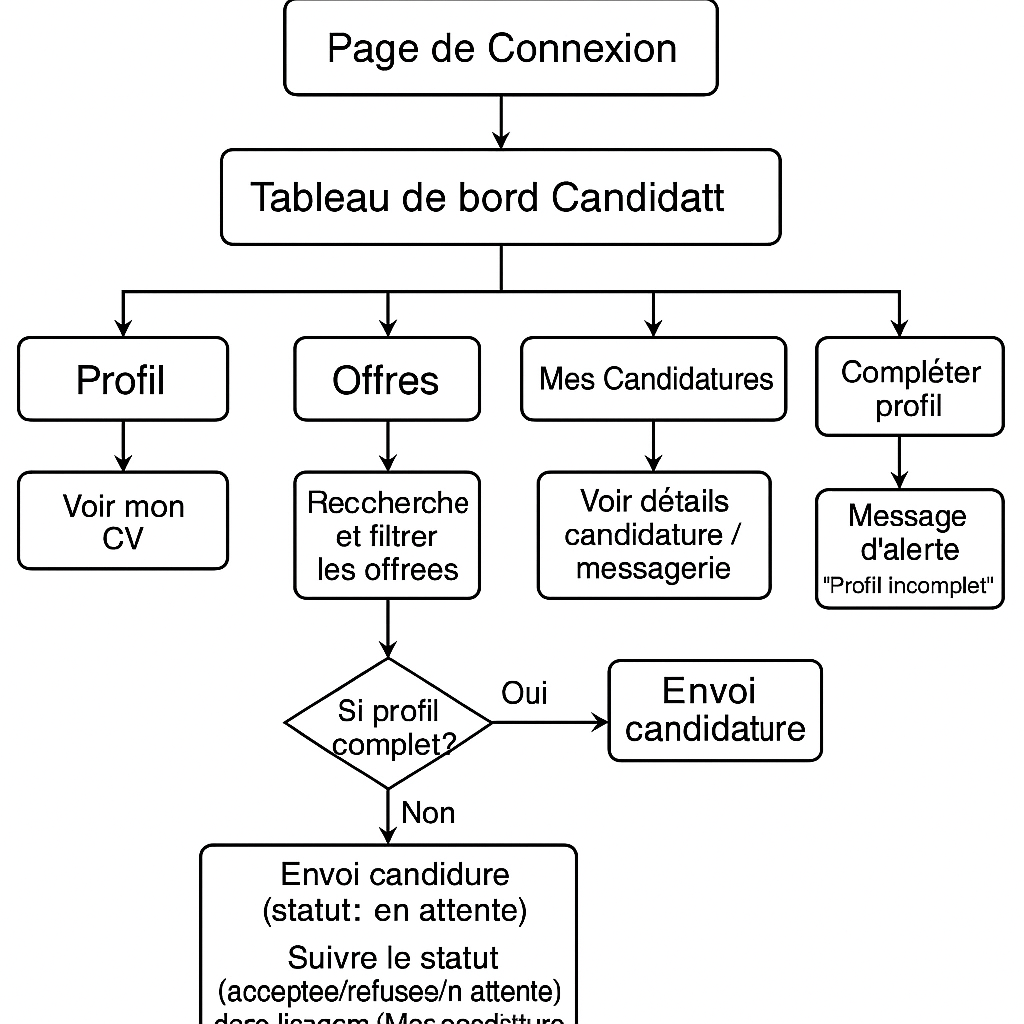 Page de Connexion
Tableau de bord Candidatt
Profil
Offres
Mes Candidatures
Compléter
profil
Voir mon
CV
Reccherche
et filtrer
les offrees
Voir détails
candidature /
messagerie
Message
d'alerte
"Profil incomplet"
Si profil
complet?
Oui
Envoi
candidature
Non
Envoi candidure
(statut: en attente)
Suivre le statut
(acceptee/refusee/n attente)